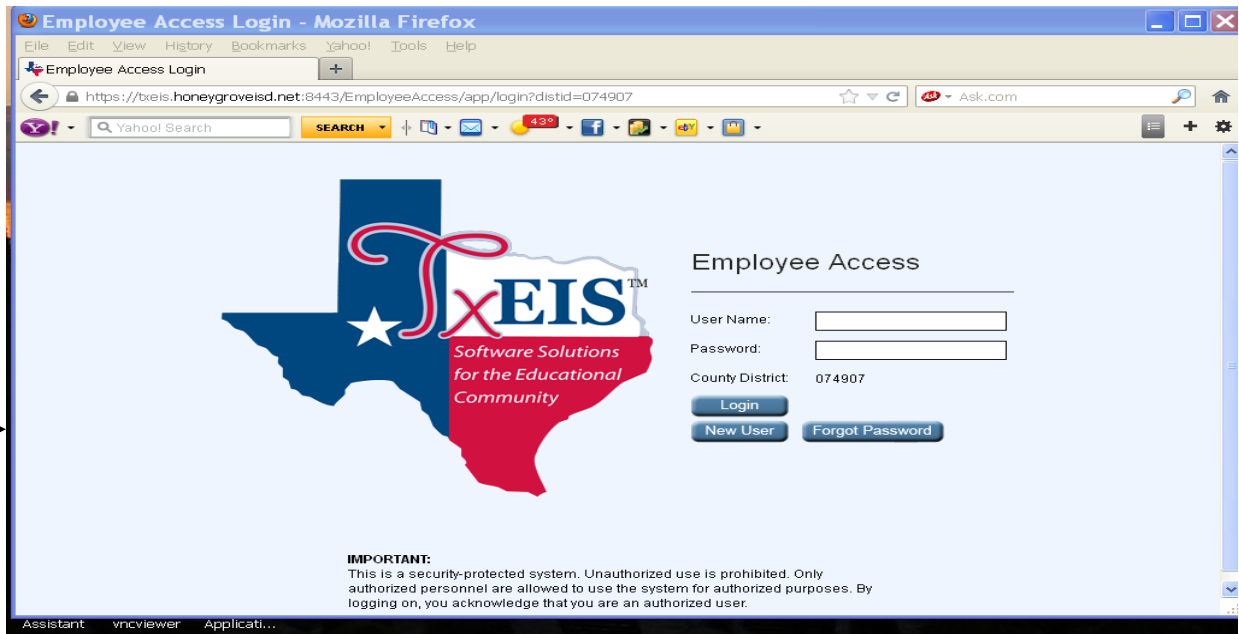 Employee Access Login - Mozilla Firefox
File Edit View History Bookmarks Yahoo! Tools Help
Employee Access Login +
https://txeis.honeygroveisd.net:8443/EmployeeAccess/app/login?distid=074907 Ask Ask.com
Y! Yahoo! Search SEARCH 43° f ebY
TxEIS™
Software Solutions
for the Educational
Community
Employee Access
User Name:
Password:
County District: 074907
Login
New User Forgot Password
IMPORTANT:
This is a security-protected system. Unauthorized use is prohibited. Only
authorized personnel are allowed to use the system for authorized purposes. By
logging on, you acknowledge that you are an authorized user.
Assistant vncviewer Applicati...